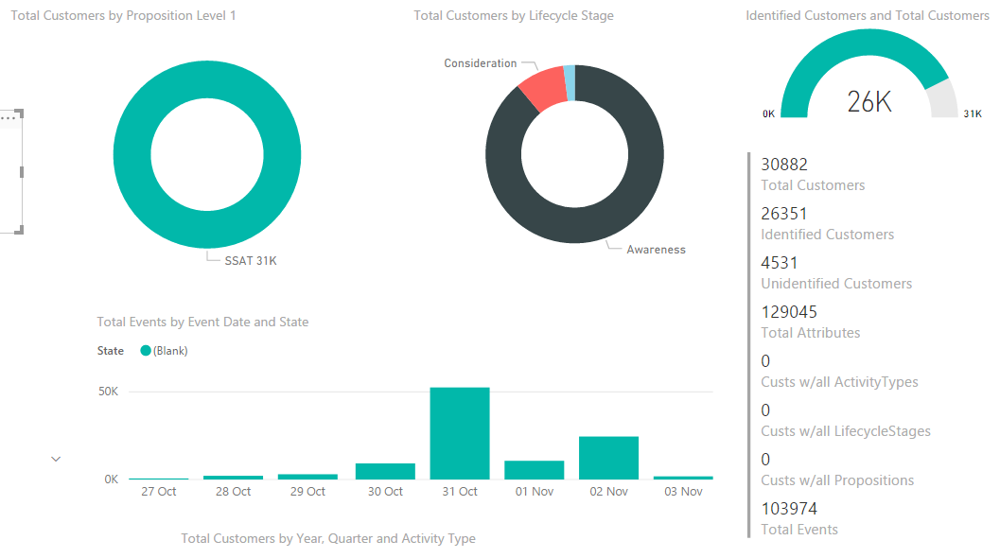 Total Customers by Proposition Level 1
Total Customers by Lifecycle Stage
Identified Customers and Total Customers
Consideration
Awareness
SSAT 31K
26K
0K
31K
30882
Total Customers
26351
Identified Customers
4531
Unidentified Customers
129045
Total Attributes
0
Custs w/all ActivityTypes
0
Custs w/all LifecycleStages
0
Custs w/all Propositions
103974
Total Events
Total Events by Event Date and State
State (Blank)
50K
0K
27 Oct 28 Oct 29 Oct 30 Oct 31 Oct 01 Nov 02 Nov 03 Nov
Total Customers by Year, Quarter and Activity Type